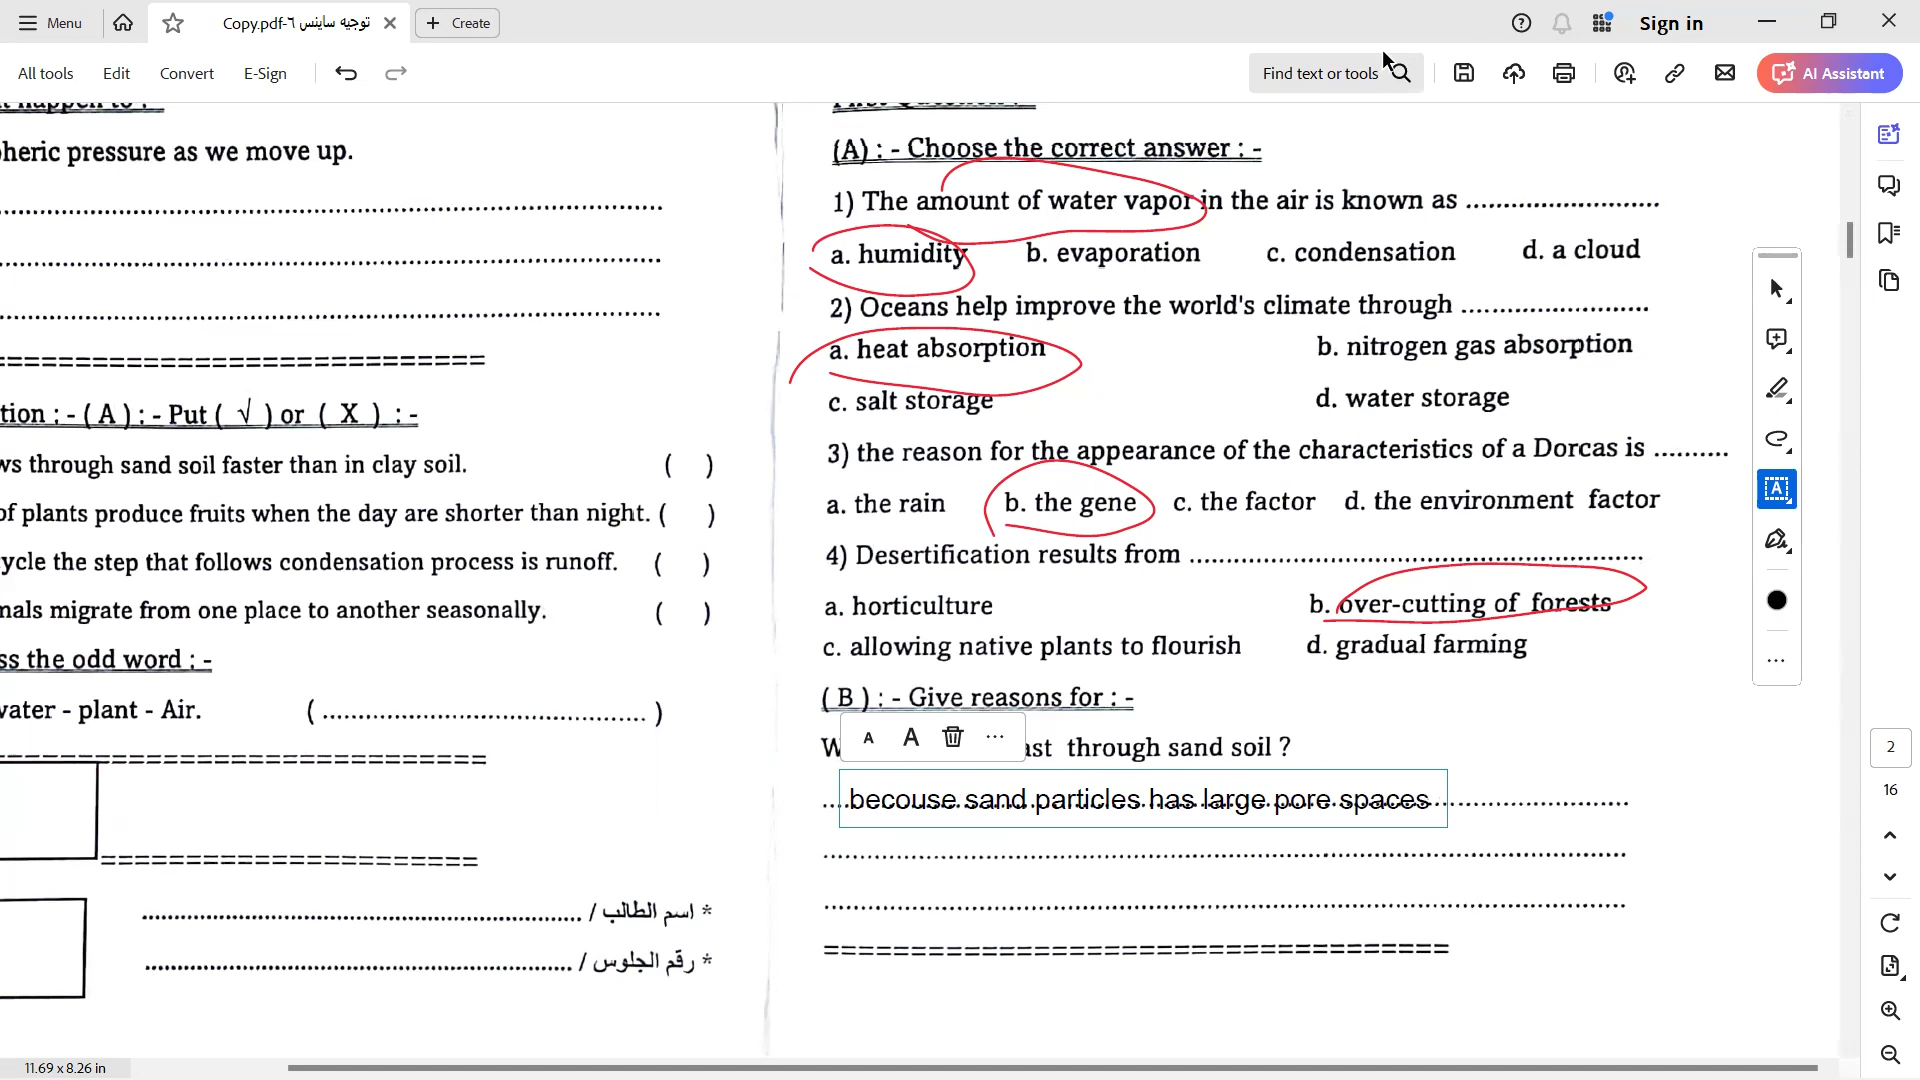 Menu
توجيه ساينس ٦-Copy.pdf
Create
Sign in
All tools
Edit
Convert
E-Sign
Find text or tools
AI Assistant
pheric pressure as we move up.
tion : - ( A ) : - Put ( √ ) or ( X ) : -
ws through sand soil faster than in clay soil. ( )
of plants produce fruits when the day are shorter than night. ( )
ycle the step that follows condensation process is runoff. ( )
mals migrate from one place to another seasonally. ( )
ss the odd word : -
water - plant - Air. (................................................)
* اسم الطالب / ................................................
* رقم الجلوس / ................................................
First Question : -
(A) : - Choose the correct answer : -
1) The amount of water vapor in the air is known as ..........................
a. humidity b. evaporation c. condensation d. a cloud
2) Oceans help improve the world's climate through .........................
a. heat absorption b. nitrogen gas absorption
c. salt storage d. water storage
3) the reason for the appearance of the characteristics of a Dorcas is ..........
a. the rain b. the gene c. the factor d. the environment factor
4) Desertification results from ............................................................
a. horticulture b. over-cutting of forests
c. allowing native plants to flourish d. gradual farming
( B ) : - Give reasons for : -
A A ...
ast through sand soil ?
becouse sand particles has large pore spaces
2
16
11.69 x 8.26 in